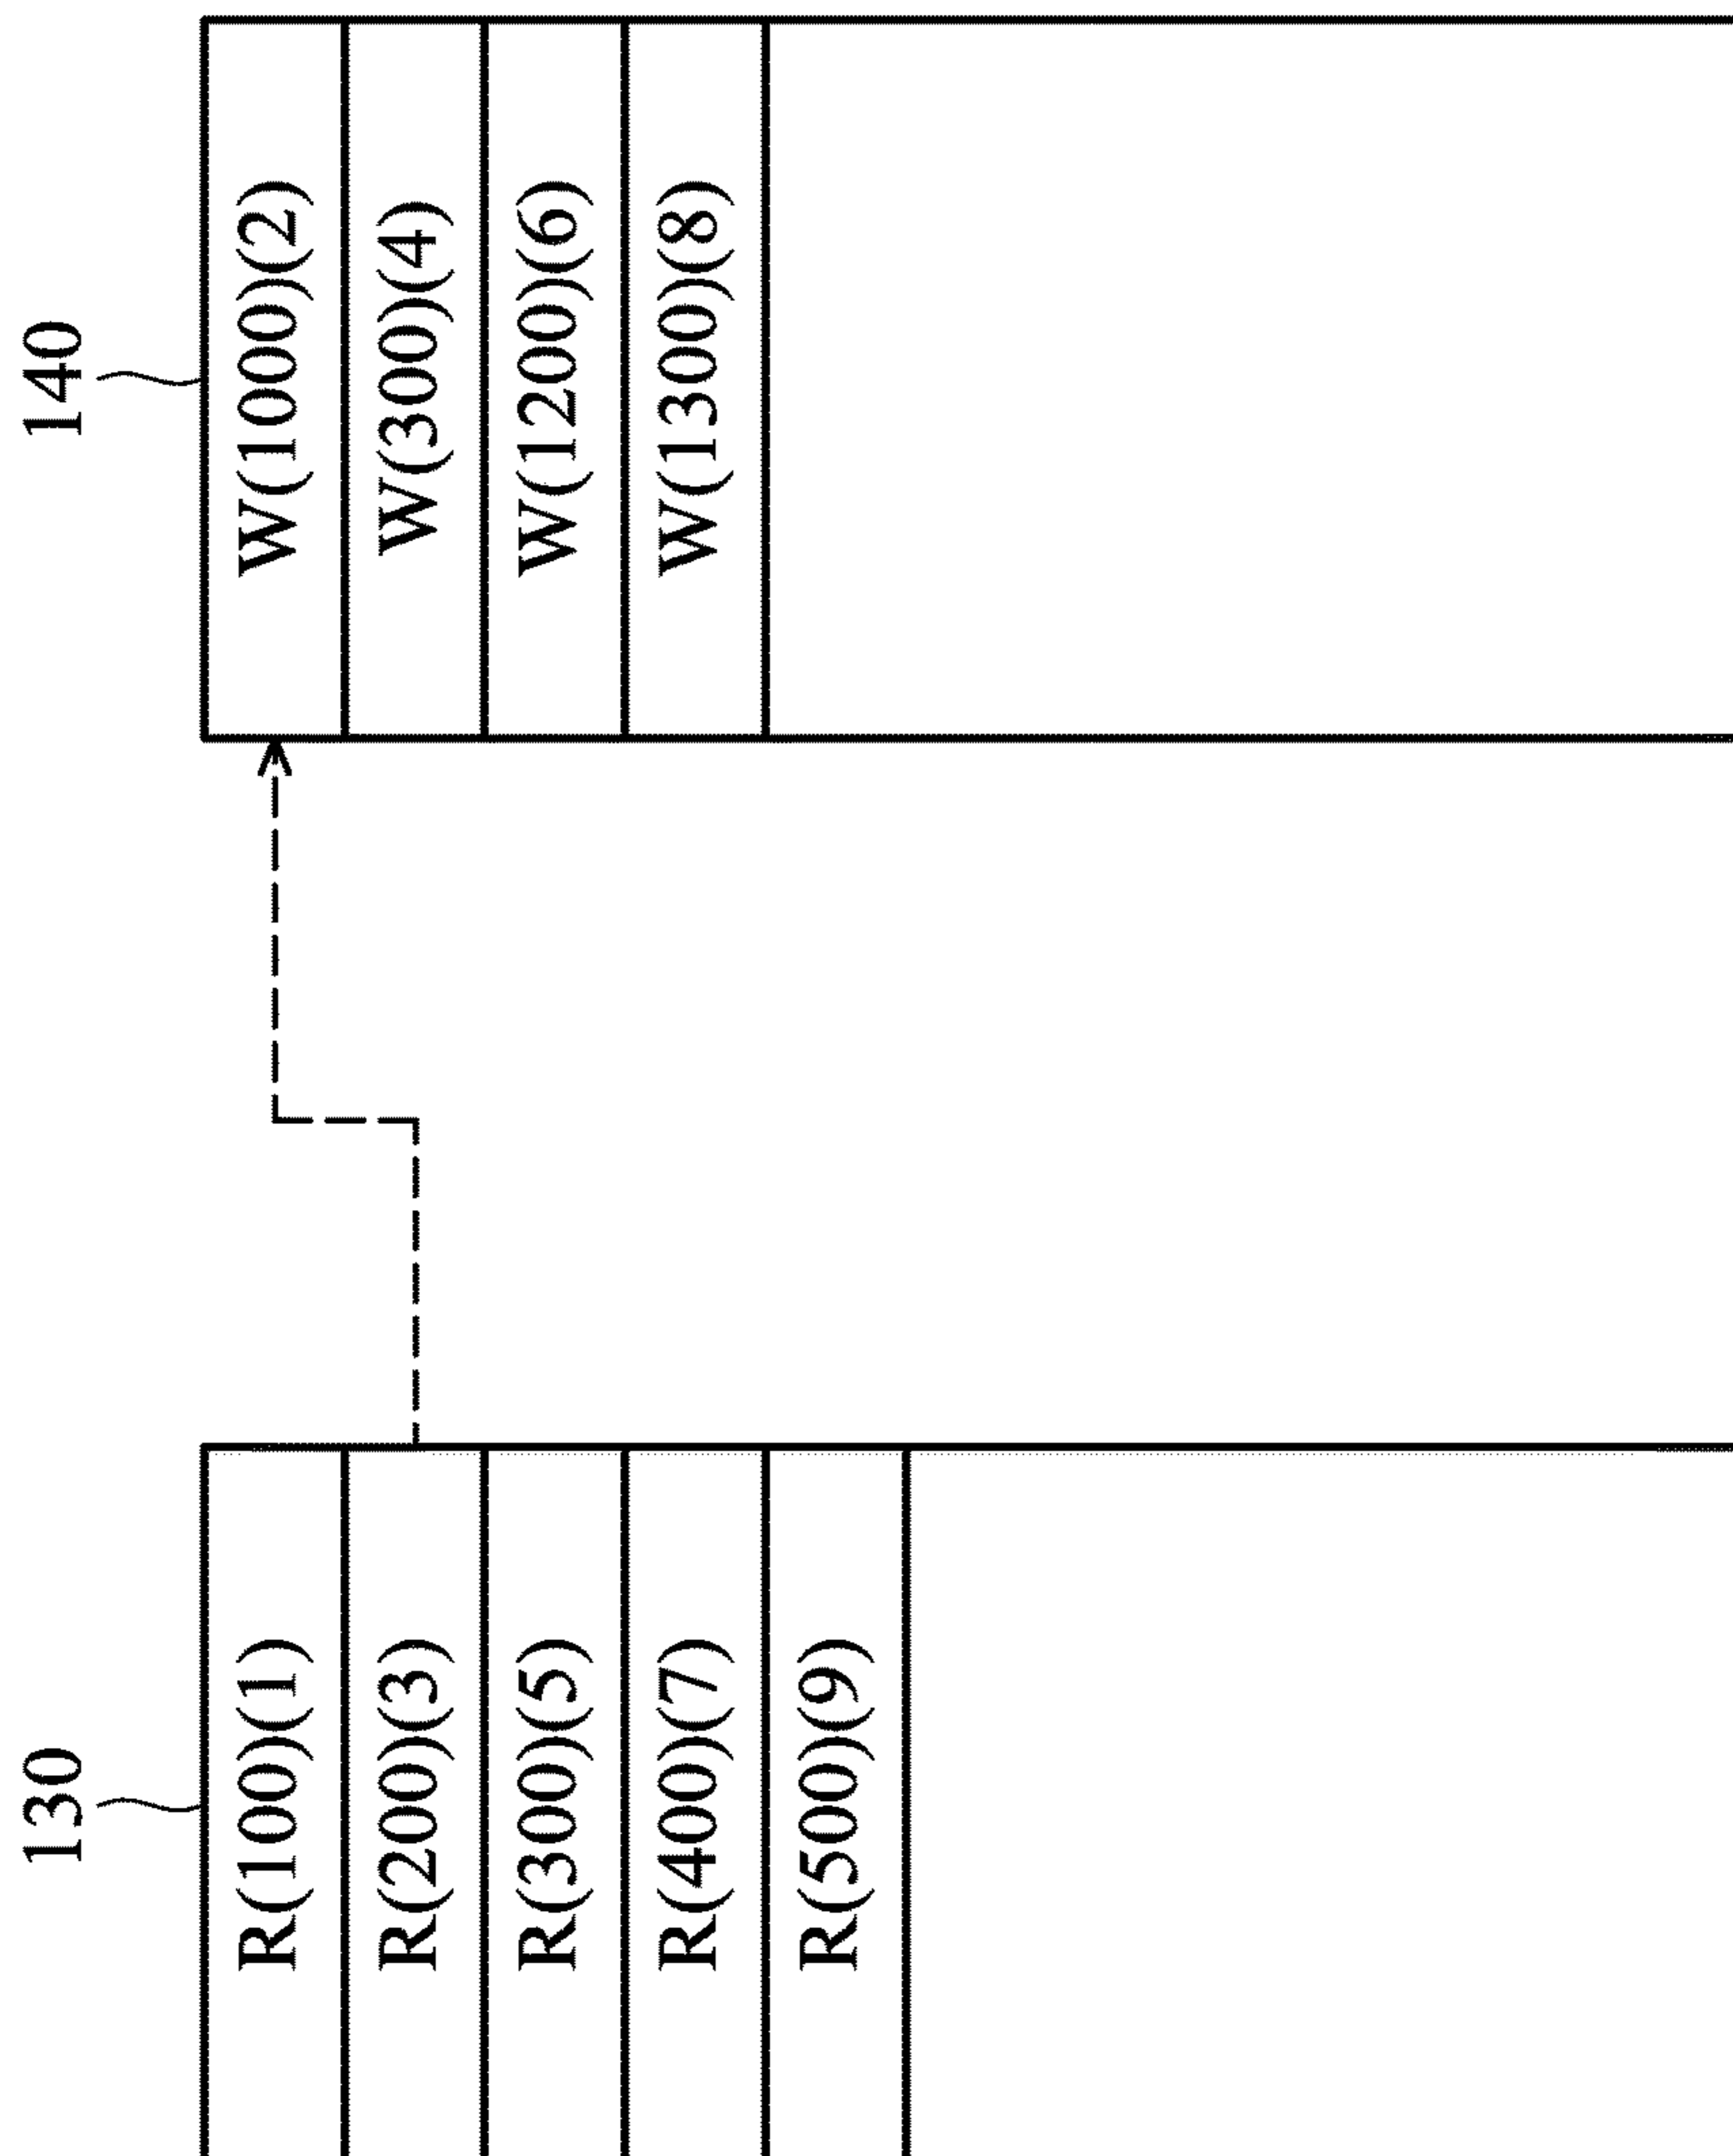 130
R(100)(1)
R(200)(3)
R(300)(5)
R(400)(7)
R(500)(9)
140
W(1000)(2)
W(300)(4)
W(1200)(6)
W(1300)(8)